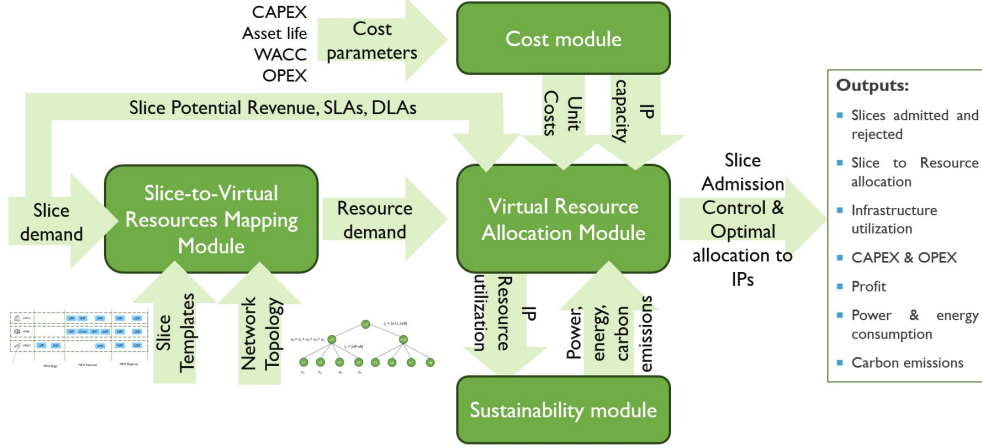 CAPEX
Asset life
WACC
OPEX
Cost
parameters
Cost module
Slice Potential Revenue, SLAs, DLAs
Unit
Costs
IP
capacity
Slice
demand
Slice-to-Virtual
Resources Mapping
Module
Resource
demand
Virtual Resource
Allocation Module
Slice
Admission
Control &
Optimal
allocation to
IPs
Slice
Templates
Network
Topology
IP
Resource
utilization
Power,
energy,
carbon
emissions
Sustainability module
Outputs:
Slices admitted and
rejected
Slice to Resource
allocation
Infrastructure
utilization
CAPEX & OPEX
Profit
Power & energy
consumption
Carbon emissions